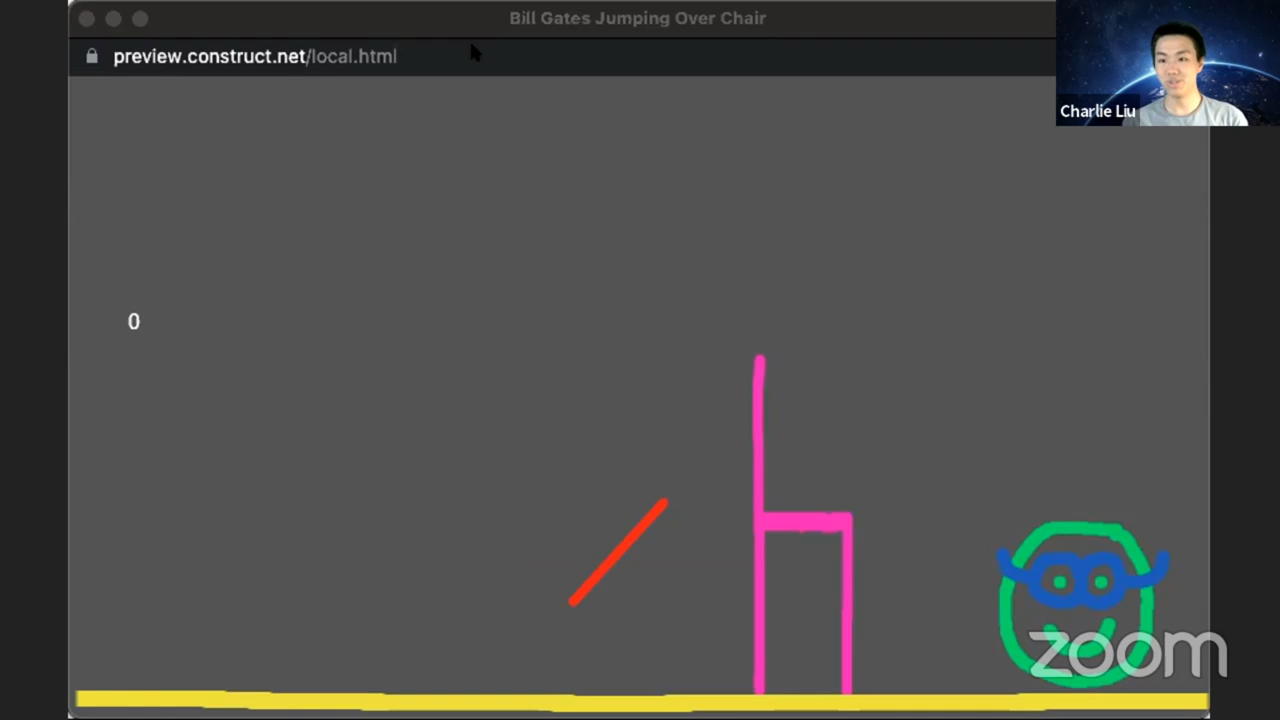 Bill Gates Jumping Over Chair
preview.construct.net/local.html
Charlie Liu
0
zoom